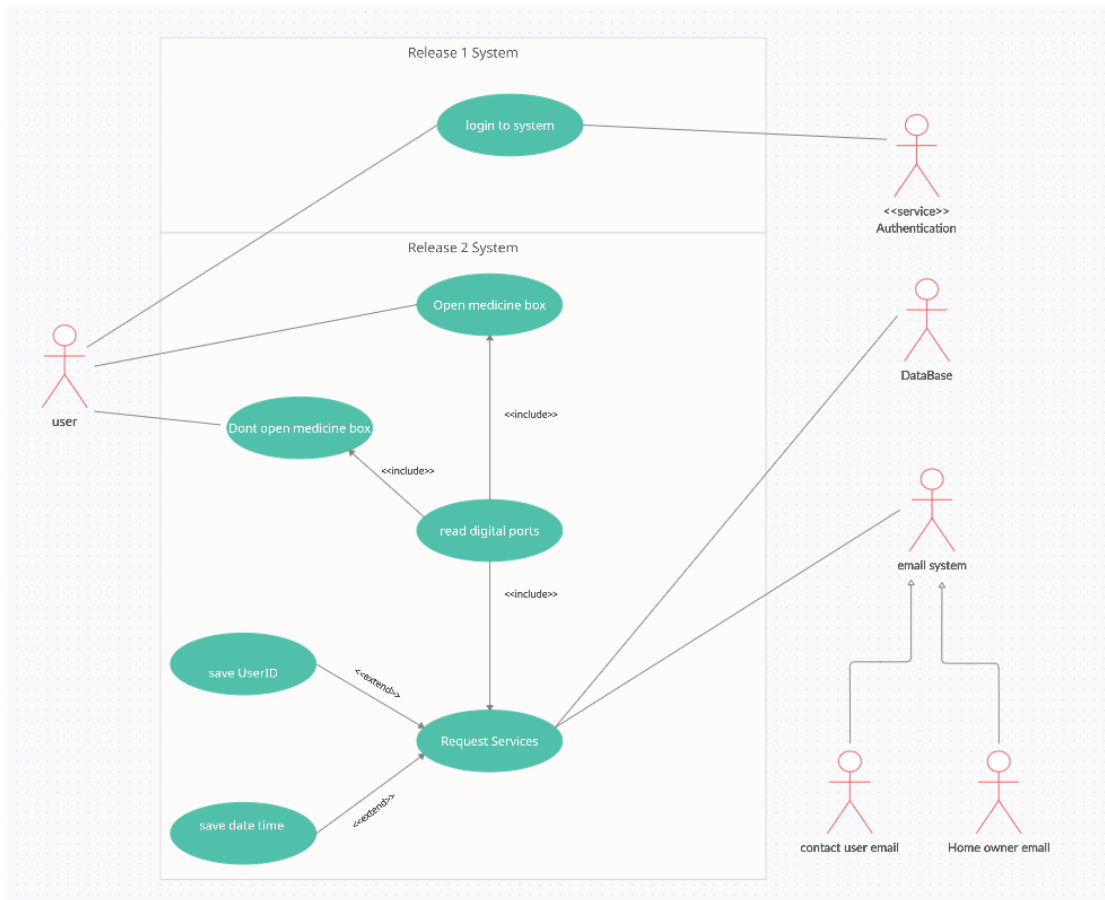 Release 1 System
login to system
<<service>>
Authentication
Release 2 System
Open medicine box
DataBase
user
<<include>>
Dont open medicine box
<<include>>
read digital ports
email system
<<include>>
save UserID
<<extend>>
Request Services
<<extend>>
save date time
contact user email
Home owner email